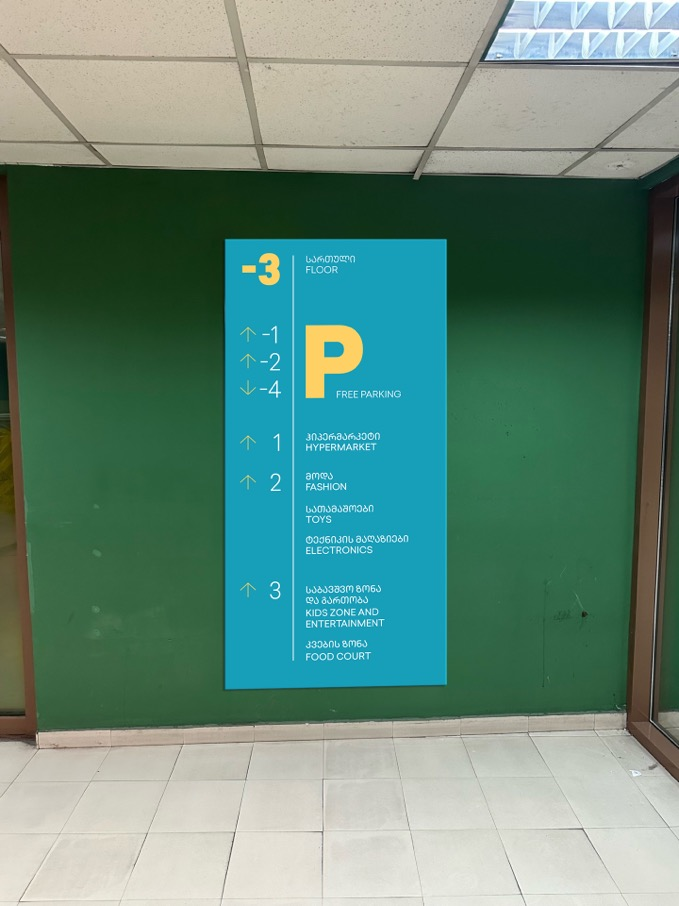 -3 სართული
FLOOR
↑ -1
↑ -2
↓ -4
P
FREE PARKING
↑ 1 ჰიპერმარკეტი
HYPERMARKET
↑ 2 მოდა
FASHION
სათამაშოები
TOYS
ტექნიკის მაღაზიები
ELECTRONICS
↑ 3 საბავშვო ზონა
და გართობა
KIDS ZONE AND
ENTERTAINMENT
კვების ზონა
FOOD COURT